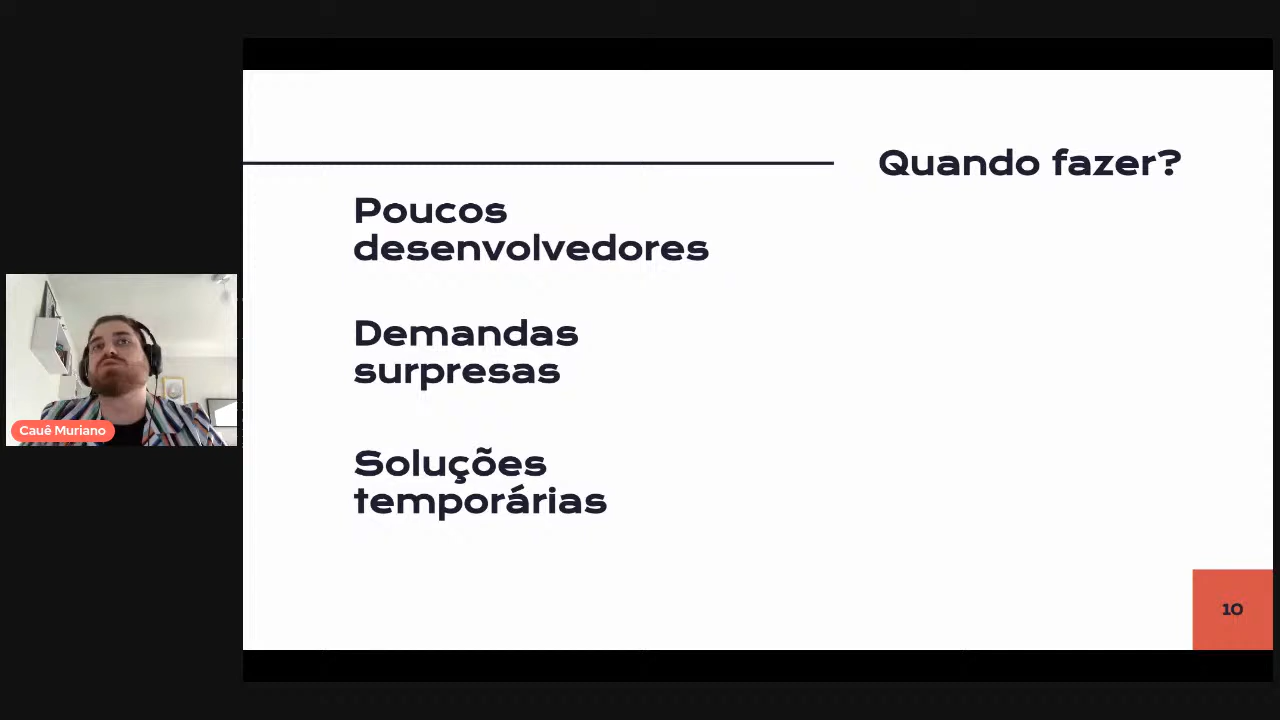 Quando fazer?
Poucos
desenvolvedores
Demandas
surpresas
Soluções
temporárias
Cauê Muriano
10